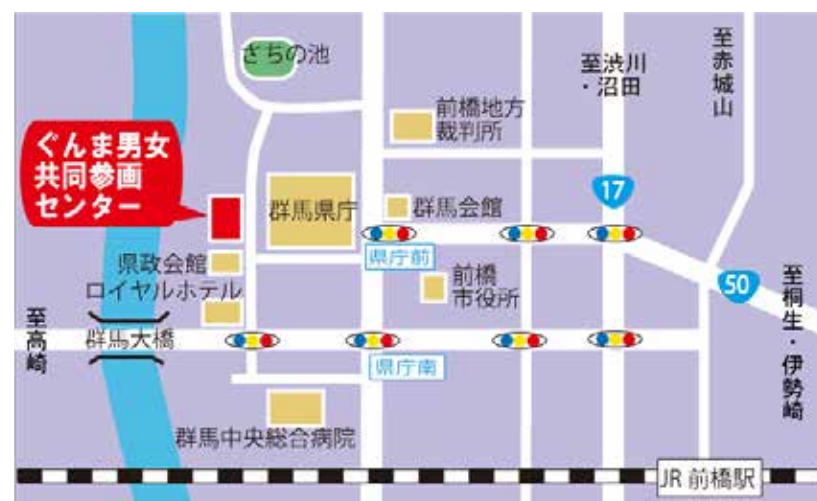 さちの池
至渋川
・沼田
至赤城山
前橋地方
裁判所
ぐんま男女
共同参画
センター
17
群馬県庁
群馬会館
県庁前
県政会館
ロイヤルホテル
前橋
市役所
50
至高崎
群馬大橋
至桐生・伊勢崎
県庁南
群馬中央総合病院
JR 前橋駅